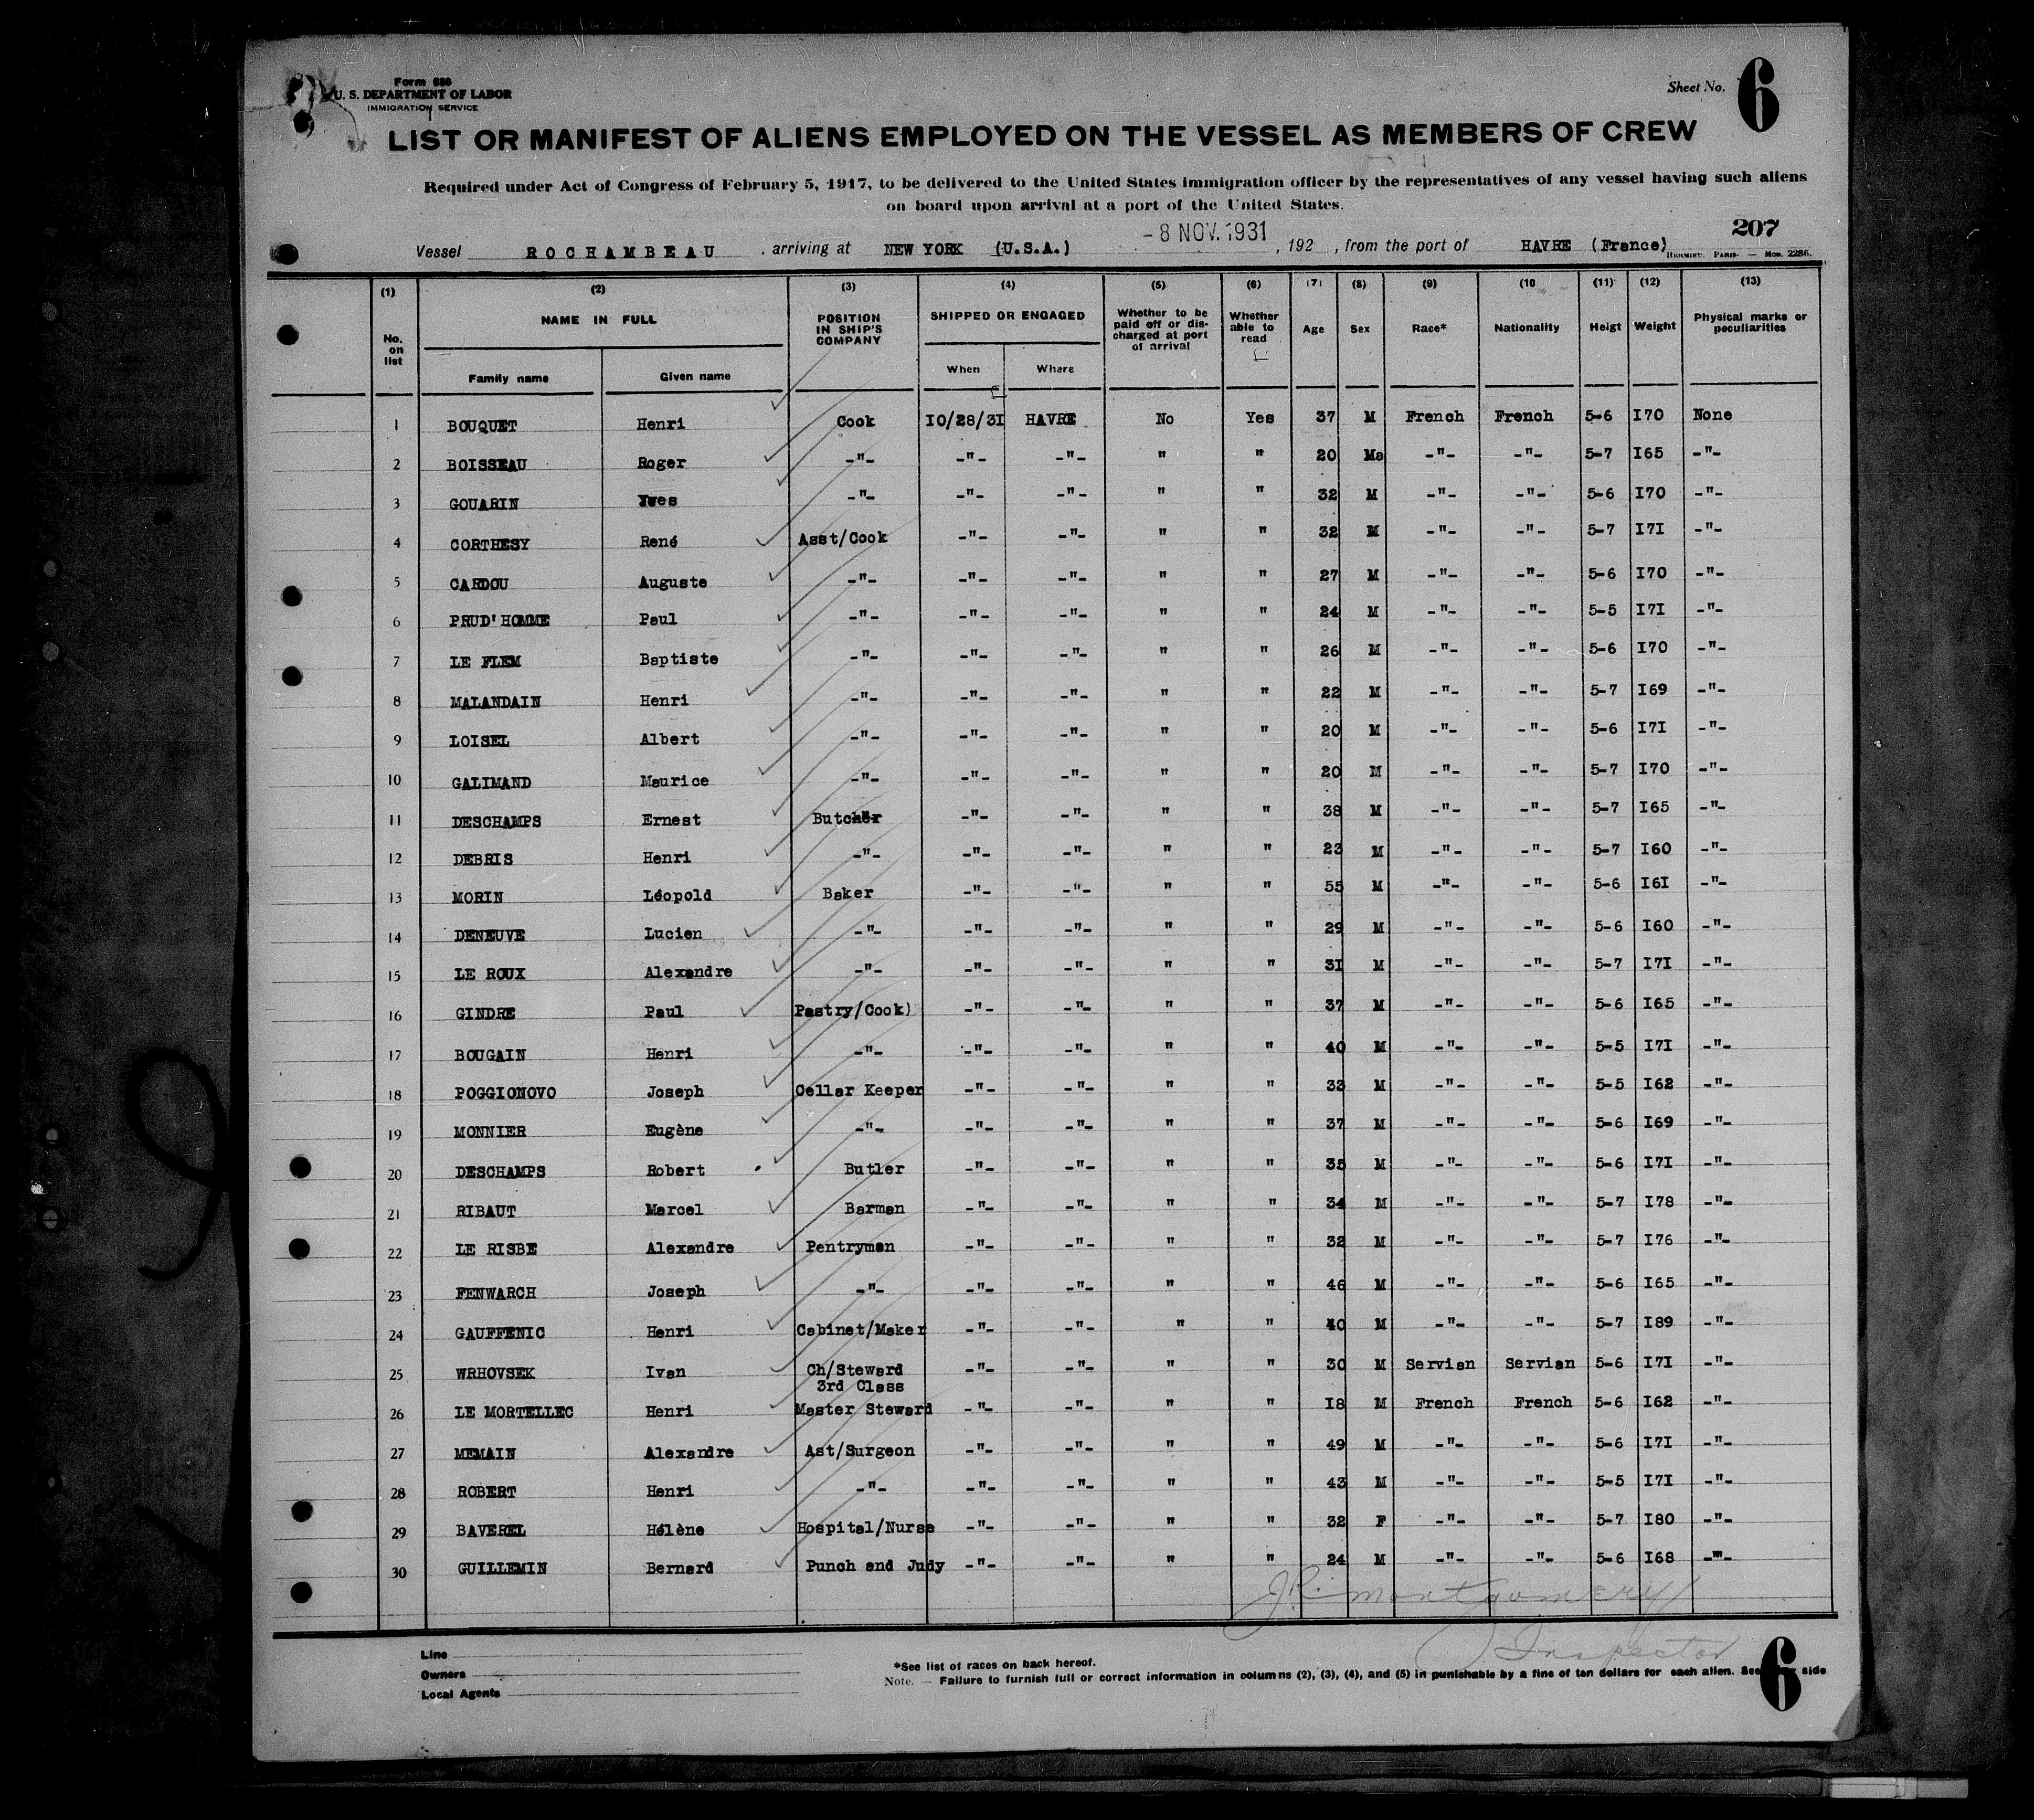 Form 686
U. S. DEPARTMENT OF LABOR
IMMIGRATION SERVICE
Sheet No. 6
LIST OR MANIFEST OF ALIENS EMPLOYED ON THE VESSEL AS MEMBERS OF CREW
Required under Act of Congress of February 5, 1917, to be delivered to the United States immigration officer by the representatives of any vessel having such aliens
on board upon arrival at a port of the United States.
207
Vessel ROCHAMBEAU . arriving at NEW YORK (U.S.A.) -8 NOV. 1931 , 192 , from the port of HAVRE (France)
PARIS. — Mod. 2286.
(1) (2) (3) (4) (5) (6) (7) (8) (9) (10 (11) (12) (13)
No. on list NAME IN FULL Family name Given name POSITION IN SHIP'S COMPANY SHIPPED OR ENGAGED When Where Whether to be paid off or discharged at port of arrival Whether able to read Age Sex Race* Nationality Heigt Weight Physical marks or peculiarities
1 BOUQUET Henri Cook 10/28/31 HAVRE No Yes 37 M French French 5-6 I70 None
2 BOISSEAU Roger -"- -"- -"- " " 20 Ma -"- -"- 5-7 I65 -"-
3 GOUARIN Yves -"- -"- -"- " " 32 M -"- -"- 5-6 I70 -"-
4 CORTHESY René Asst/Cook -"- -"- " " 32 M -"- -"- 5-7 I7I -"-
5 CARDOU Auguste -"- -"- -"- " " 27 M -"- -"- 5-6 I70 -"-
6 PRUD'HOMME Paul -"- -"- -"- " " 24 M -"- -"- 5-5 I7I -"-
7 LE FLEM Baptiste -"- -"- -"- " " 26 M -"- -"- 5-6 I70 -"-
8 MALANDAIN Henri -"- -"- -"- " " 22 M -"- -"- 5-7 I69 -"-
9 LOISEL Albert -"- -"- -"- " " 20 M -"- -"- 5-6 I7I -"-
10 GALIMAND Maurice -"- -"- -"- " " 20 M -"- -"- 5-7 I70 -"-
11 DESCHAMPS Ernest Butcher -"- -"- " " 38 M -"- -"- 5-7 I65 -"-
12 DEBRIS Henri -"- -"- -"- " " 23 M -"- -"- 5-7 I60 -"-
13 MORIN Léopold Baker -"- -"- " " 55 M -"- -"- 5-6 I6I -"-
14 DENEUVE Lucien -"- -"- -"- " " 29 M -"- -"- 5-6 I60 -"-
15 LE ROUX Alexandre -"- -"- -"- " " 3I M -"- -"- 5-7 I7I -"-
16 GINDRE Paul Pastry/Cook) -"- -"- " " 37 M -"- -"- 5-6 I65 -"-
17 BOUGAIN Henri -"- -"- -"- " " 40 M -"- -"- 5-5 I7I -"-
18 POGGIONOVO Joseph Cellar Keeper -"- -"- " " 33 M -"- -"- 5-5 I62 -"-
19 MONNIER Eugène -"- -"- -"- " " 37 M -"- -"- 5-6 I69 -"-
20 DESCHAMPS Robert Butler -"- -"- " " 35 M -"- -"- 5-6 I7I -"-
21 RIBAUT Marcel Barman -"- -"- " " 34 M -"- -"- 5-7 I78 -"-
22 LE RISBE Alexandre Pentryman -"- -"- " " 32 M -"- -"- 5-7 I76 -"-
23 FENWARCH Joseph -"- -"- -"- " " 46 M -"- -"- 5-6 I65 -"-
24 GAUFFENIC Henri Cabinet/Maker -"- -"- " " 40 M -"- -"- 5-7 I89 -"-
25 WRHOVSEK Ivan Ch/Steward 3rd Class -"- -"- " " 30 M Servian Servian 5-6 I7I -"-
26 LE MORTELLEC Henri Master Steward -"- -"- " " I8 M French French 5-6 I62 -"-
27 MEMAIN Alexandre Ast/Surgeon -"- -"- " " 49 M -"- -"- 5-6 I7I -"-
28 ROBERT Henri -"- -"- -"- " " 43 M -"- -"- 5-5 I7I -"-
29 BAVEREL Hélène Hospital/Nurse -"- -"- " " 32 F -"- -"- 5-7 I80 -"-
30 GUILLEMIN Bernard Punch and Judy -"- -"- " " 24 M -"- -"- 5-6 I68 -"-
J R. Montgomery
Inspector
Line
Owners
Local Agents
*See list of races on back hereof.
Note. — Failure to furnish full or correct information in columns (2), (3), (4), and (5) in punishable by a fine of ten dollars for each alien. See side
6